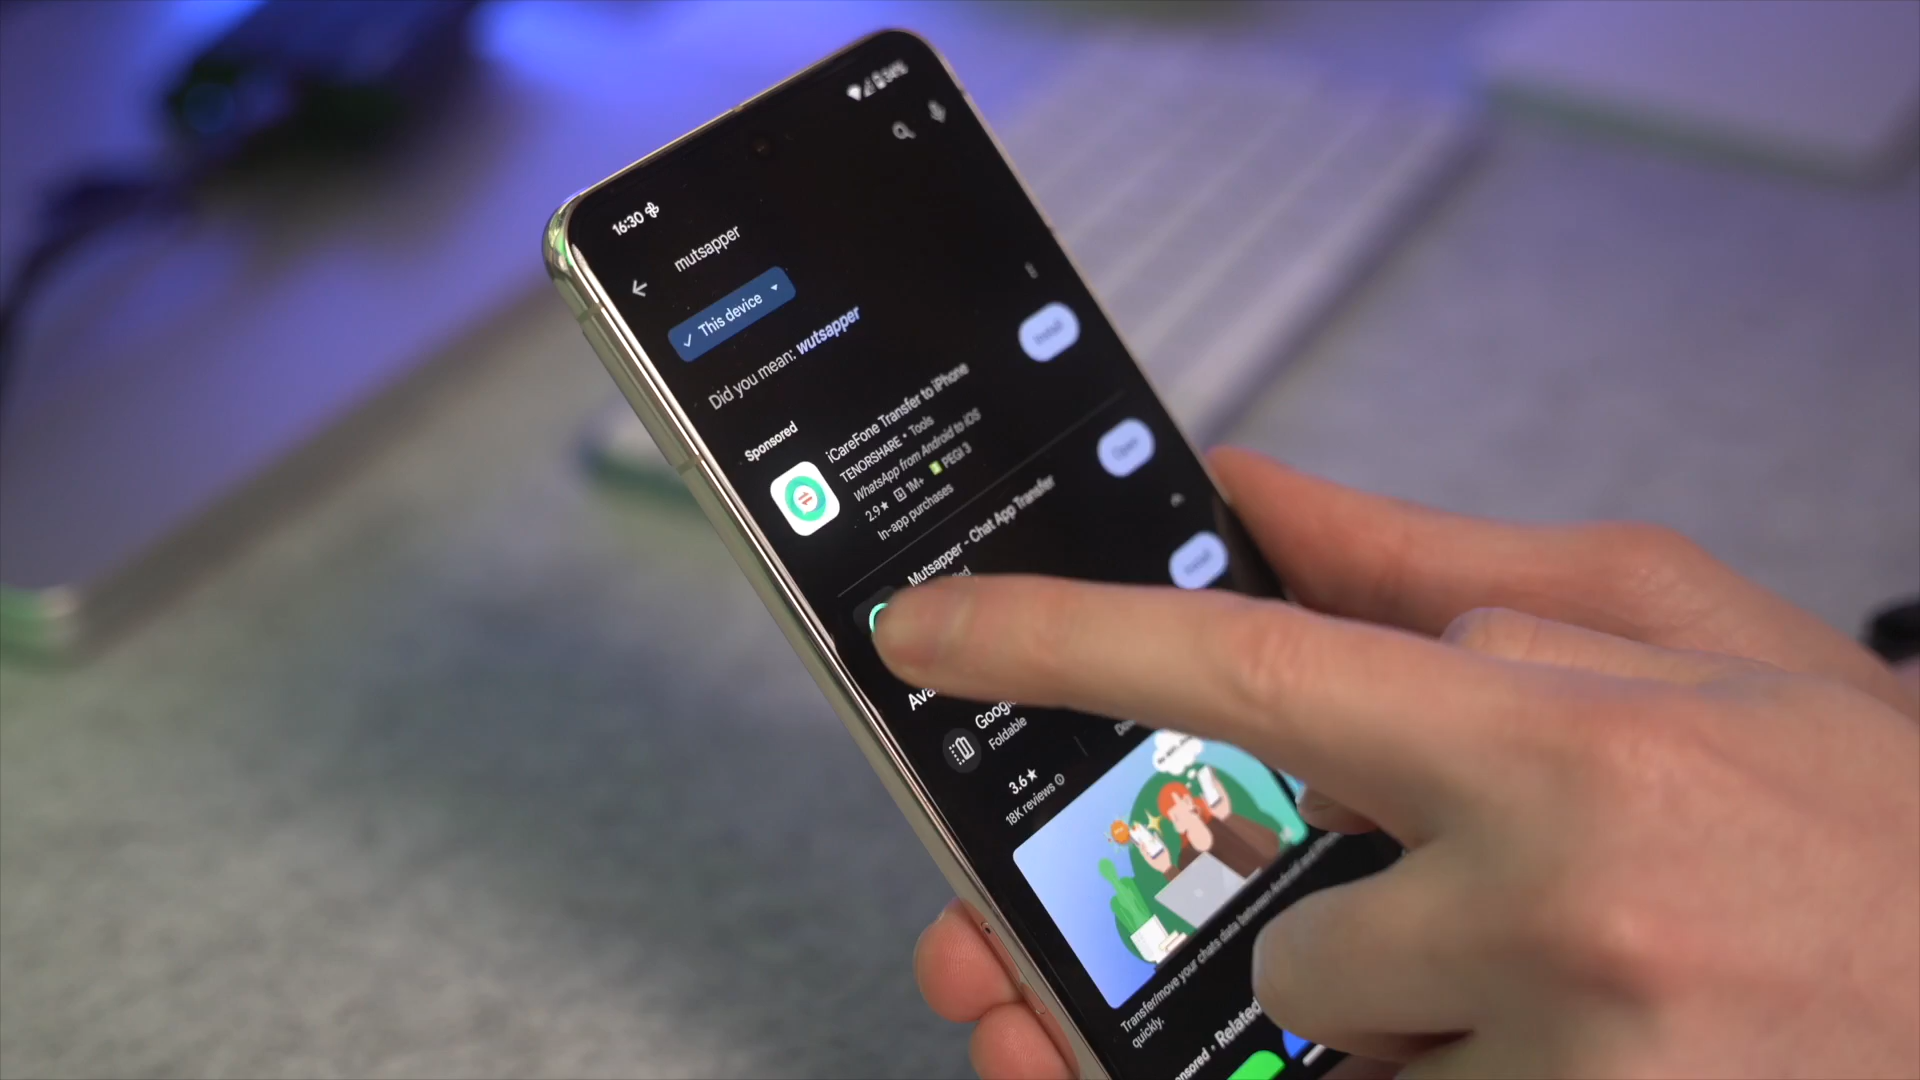 16:30
mutsapper
This device
Did you mean: wutsapper
Sponsored
iCareFone Transfer to iPhone
TENORSHARE • Tools
WhatsApp from Android to iOS
2.9★ 1M+ PEGI 3
In-app purchases
Install
Mutsapper - Chat App Transfer
Open
Install
Foldable
3.6★
18K reviews
Transfer/move your chats data between Android and
quickly.
Related